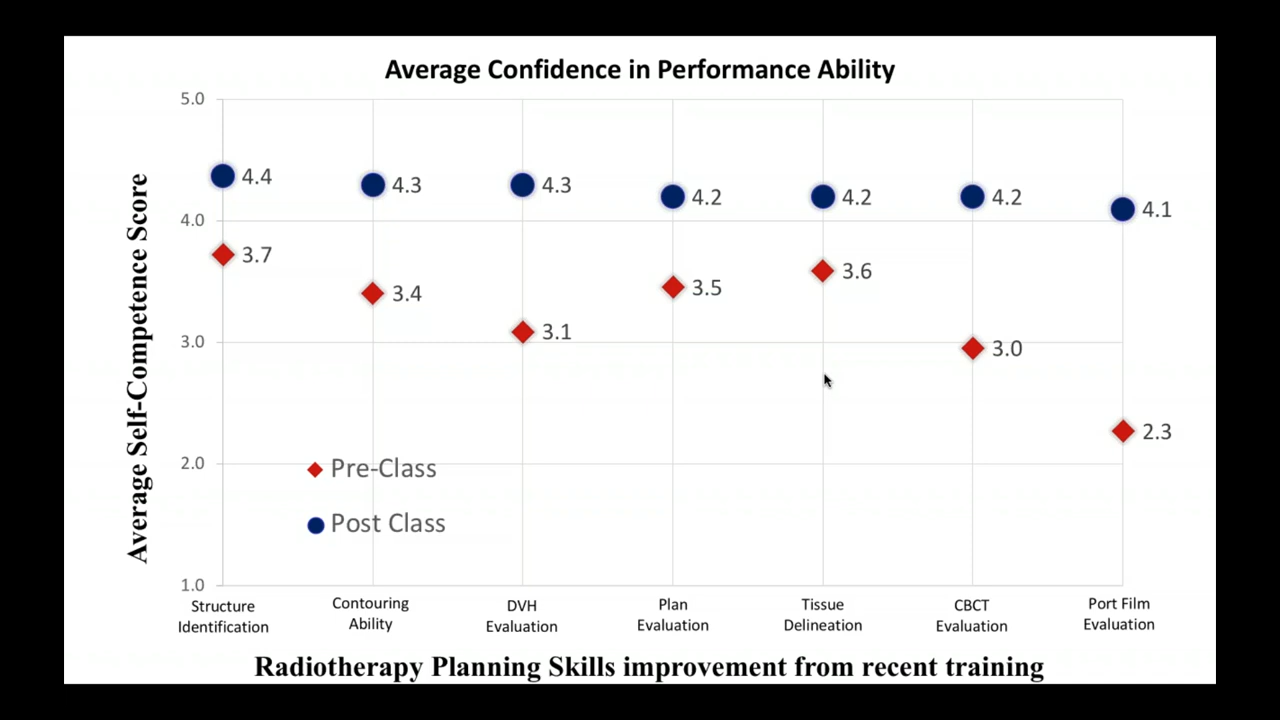 Average Confidence in Performance Ability
Average Self-Competence Score
5.0
4.0
3.0
2.0
1.0
4.4
4.3
4.3
4.2
4.2
4.2
4.1
3.7
3.4
3.1
3.5
3.6
3.0
2.3
Pre-Class
Post Class
Structure
Identification
Contouring
Ability
DVH
Evaluation
Plan
Evaluation
Tissue
Delineation
CBCT
Evaluation
Port Film
Evaluation
Radiotherapy Planning Skills improvement from recent training